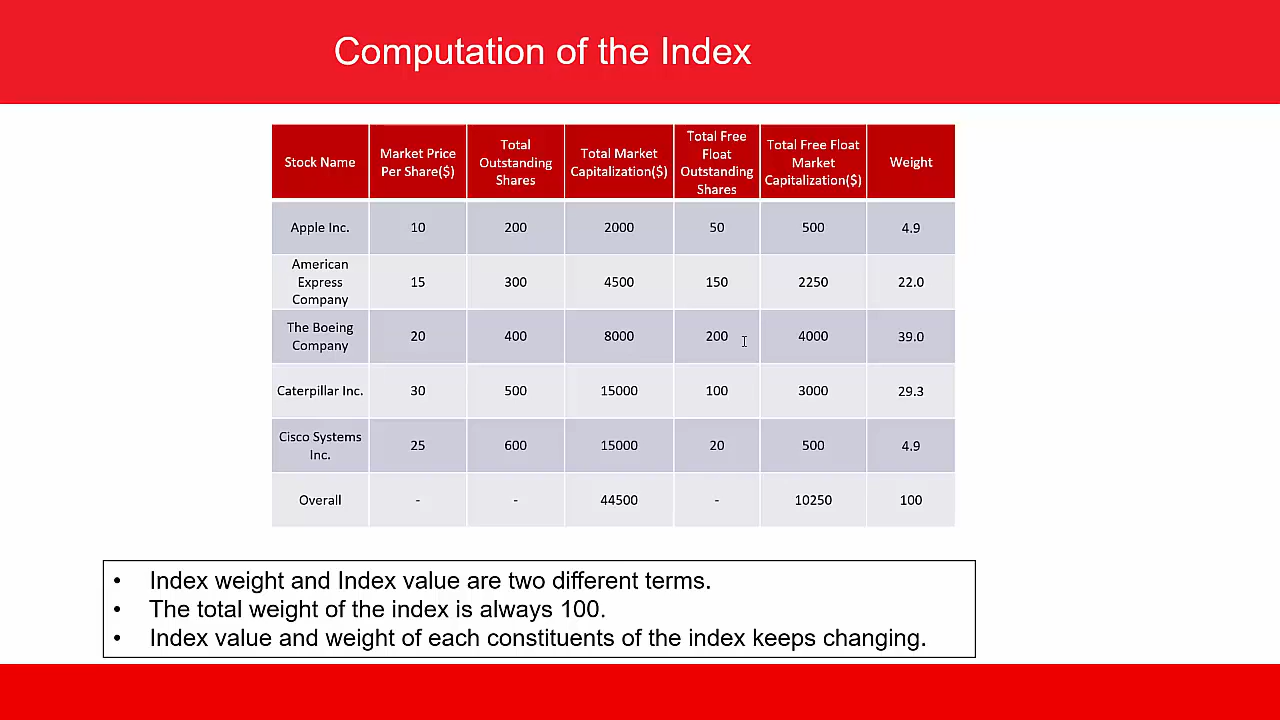 Computation of the Index
Stock Name
Market Price
Per Share($)
Total
Outstanding
Shares
Total Market
Capitalization($)
Total Free
Float
Outstanding
Shares
Total Free Float
Market
Capitalization($)
Weight
Apple Inc. 10 200 2000 50 500 4.9
American
Express
Company
15 300 4500 150 2250 22.0
The Boeing
Company
20 400 8000 200 4000 39.0
Caterpillar Inc. 30 500 15000 100 3000 29.3
Cisco Systems
Inc.
25 600 15000 20 500 4.9
Overall - - 44500 - 10250 100
• Index weight and Index value are two different terms.
• The total weight of the index is always 100.
• Index value and weight of each constituents of the index keeps changing.